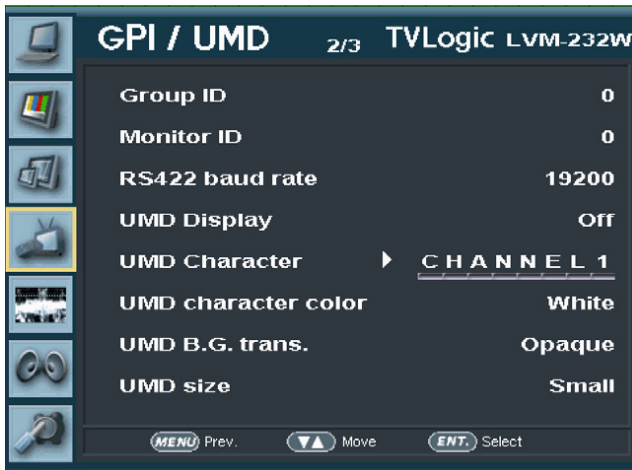 GPI / UMD 2/3 TVLogic LVM-232W
Group ID 0
Monitor ID 0
RS422 baud rate 19200
UMD Display Off
UMD Character CHANNEL1
UMD character color White
UMD B.G. trans. Opaque
UMD size Small
MENU Prev. Move ENT. Select